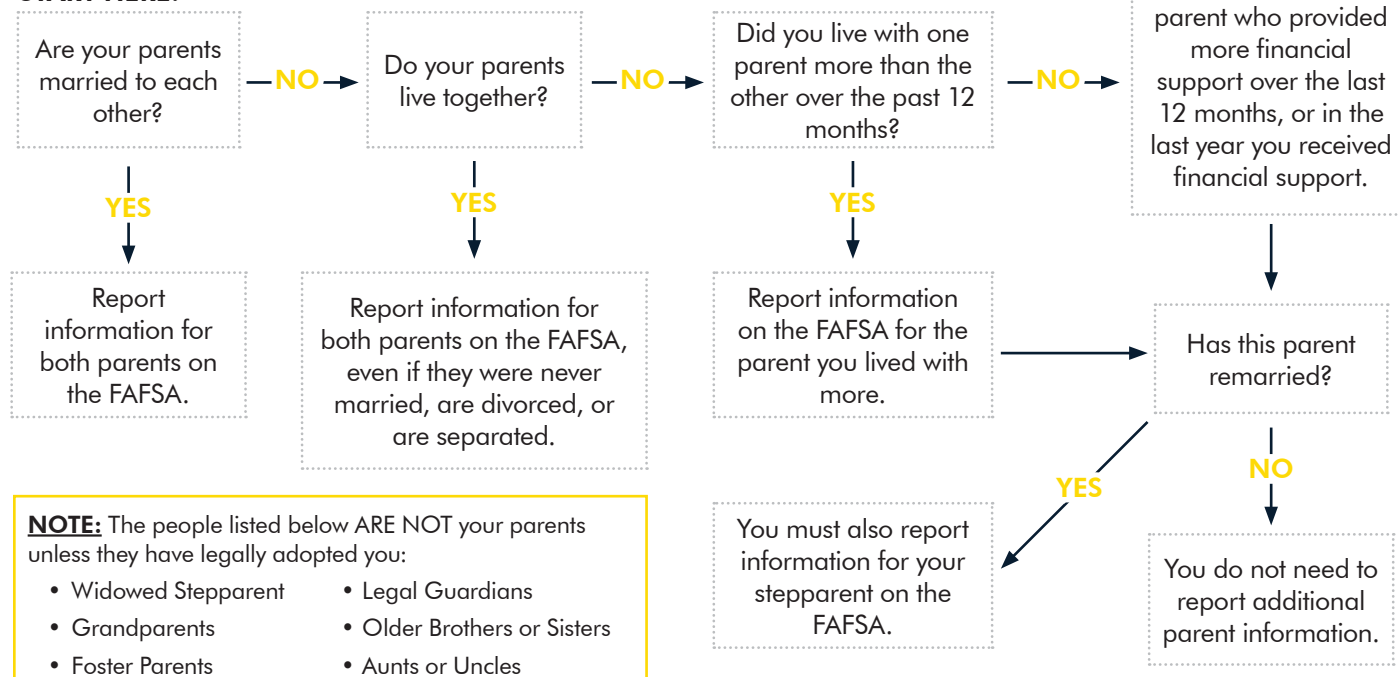 START HERE:
Are your parents
married to each
other?
NO
Do your parents
live together?
NO
Did you live with one
parent more than the
other over the past 12
months?
NO
parent who provided
more financial
support over the last
12 months, or in the
last year you received
financial support.
YES
YES
YES
Report
information for
both parents on
the FAFSA.
Report information for
both parents on the FAFSA,
even if they were never
married, are divorced, or
are separated.
Report information
on the FAFSA for the
parent you lived with
more.
Has this parent
remarried?
YES
NO
You must also report
information for your
stepparent on the
FAFSA.
You do not need to
report additional
parent information.
NOTE: The people listed below ARE NOT your parents
unless they have legally adopted you:
• Widowed Stepparent
• Grandparents
• Foster Parents
• Legal Guardians
• Older Brothers or Sisters
• Aunts or Uncles